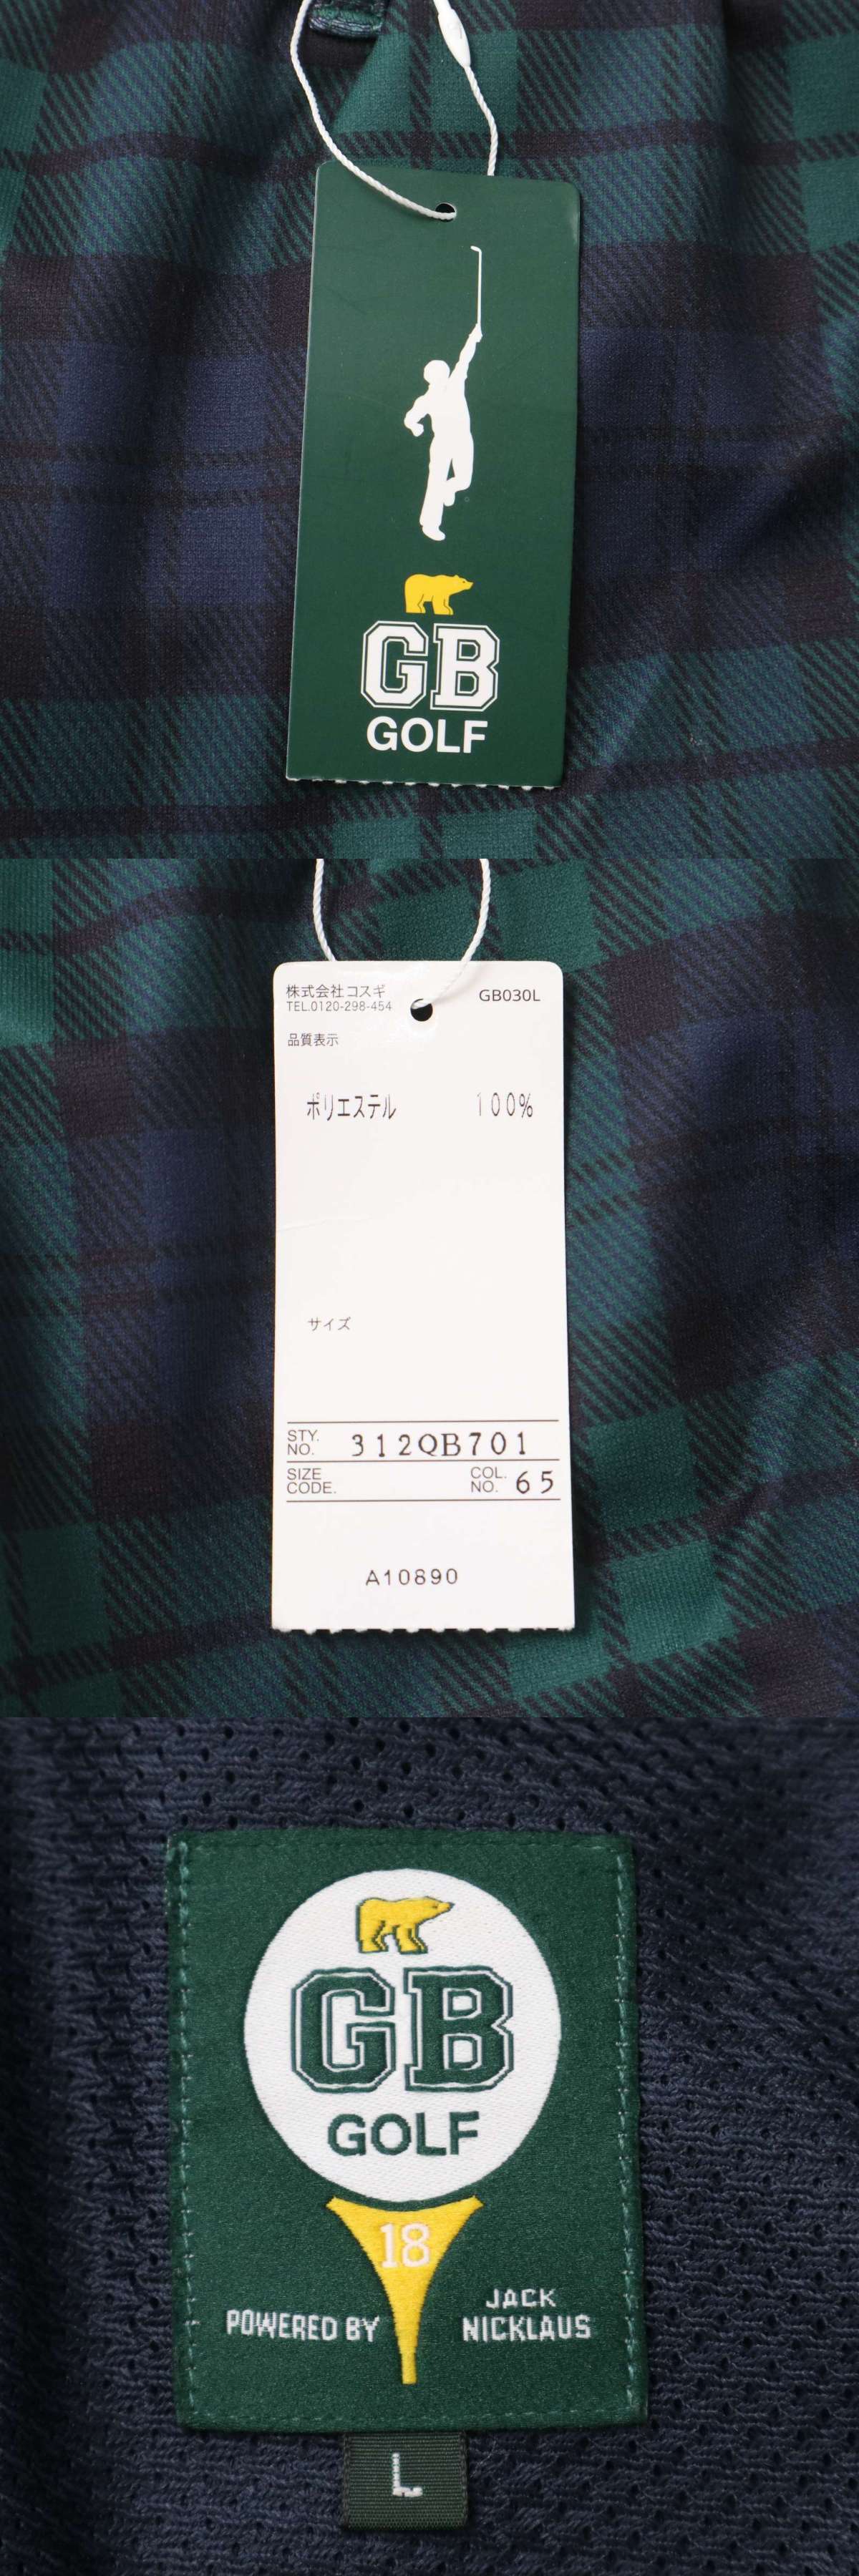 GB
GOLF
株式会社コスギ
TEL.0120-298-454
GB030L
品質表示
ポリエステル 100%
サイズ
STY.
NO. 312QB701
SIZE
CODE.
COL.
NO. 65
A10890
GB
GOLF
18
POWERED BY
JACK
NICKLAUS
L